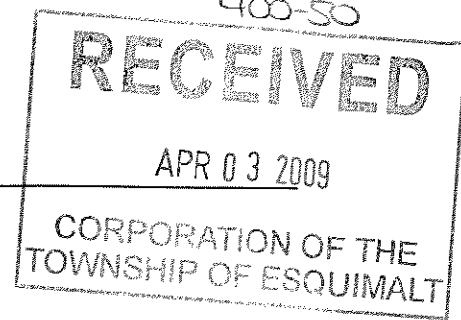 400-50
RECEIVED
APR 03 2009
CORPORATION OF THE
TOWNSHIP OF ESQUIMALT